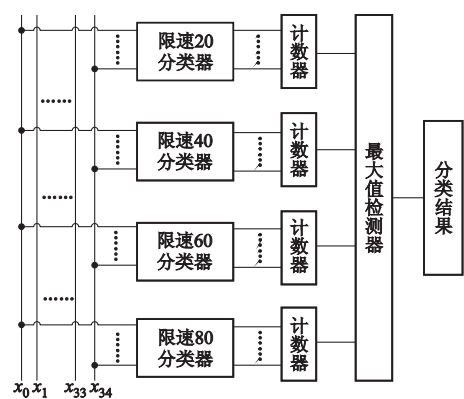 限速20
分类器
计数器
限速40
分类器
计数器
最大值检测器
分类结果
限速60
分类器
计数器
限速80
分类器
计数器
x₀ x₁ x₃₃ x₃₄